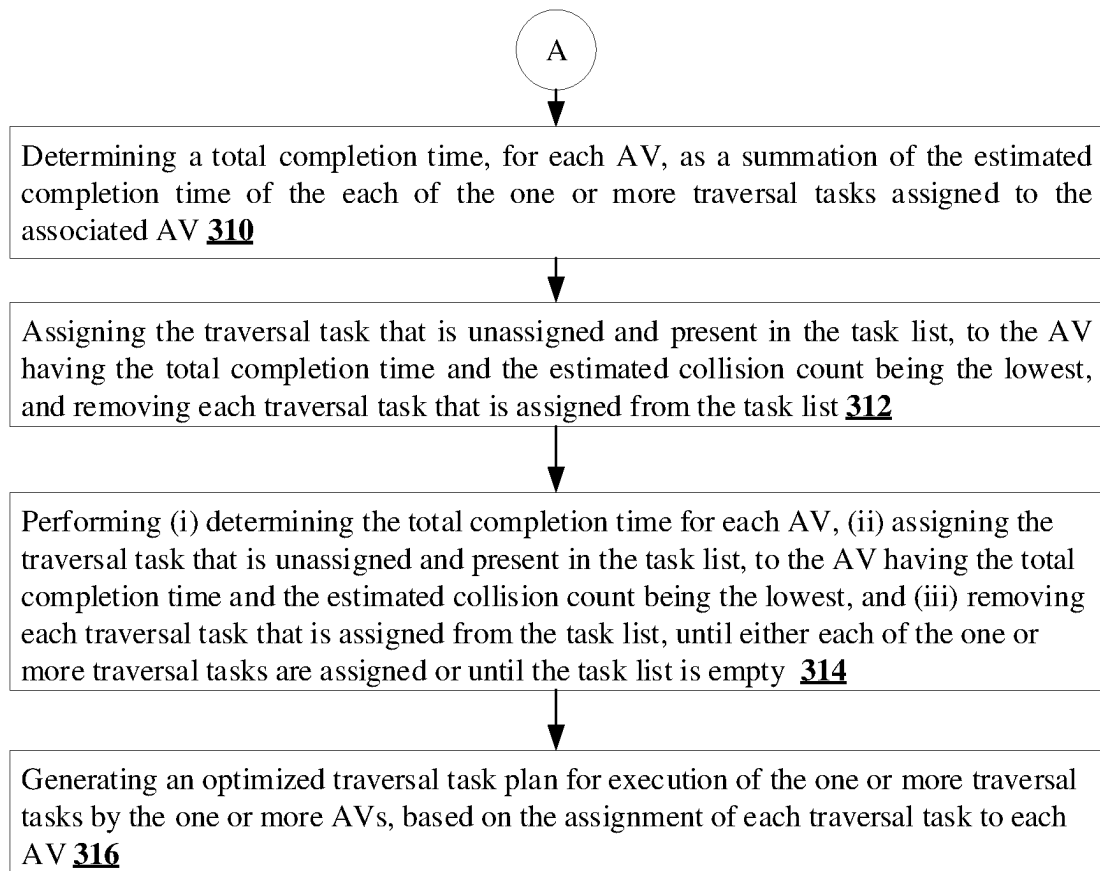 A
Determining a total completion time, for each AV, as a summation of the estimated
completion time of the each of the one or more traversal tasks assigned to the
associated AV 310
Assigning the traversal task that is unassigned and present in the task list, to the AV
having the total completion time and the estimated collision count being the lowest,
and removing each traversal task that is assigned from the task list 312
Performing (i) determining the total completion time for each AV, (ii) assigning the
traversal task that is unassigned and present in the task list, to the AV having the total
completion time and the estimated collision count being the lowest, and (iii) removing
each traversal task that is assigned from the task list, until either each of the one or
more traversal tasks are assigned or until the task list is empty 314
Generating an optimized traversal task plan for execution of the one or more traversal
tasks by the one or more AVs, based on the assignment of each traversal task to each
AV 316